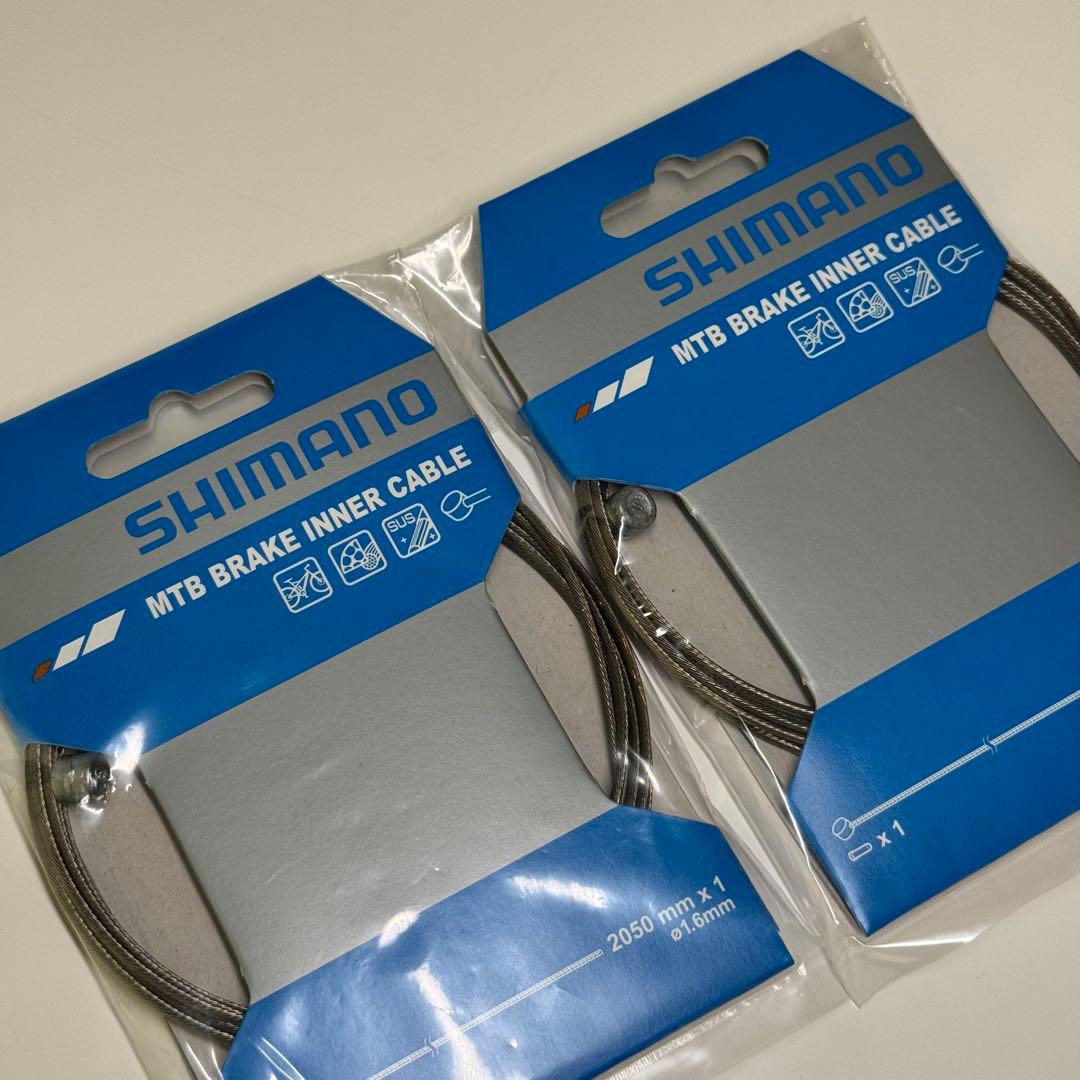 SHIMANO
MTB BRAKE INNER CABLE
SUS
2050 mm x 1
ø1.6mm
SHIMANO
MTB BRAKE INNER CABLE
SUS
x 1